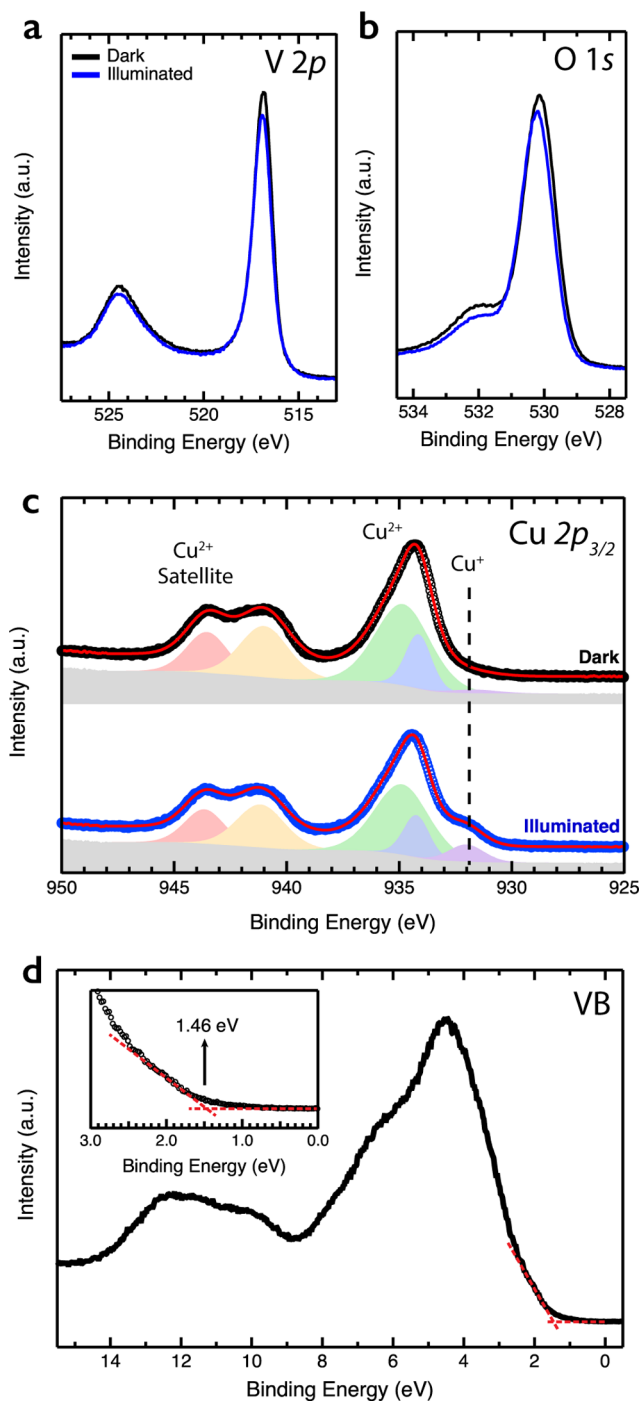 a
V 2p
Dark
Illuminated
Intensity (a.u.)
525
520
515
Binding Energy (eV)
b
O 1s
Intensity (a.u.)
534
532
530
528
Binding Energy (eV)
c
Cu 2p3/2
Cu2+
Satellite
Cu2+
Cu+
Dark
Illuminated
Intensity (a.u.)
950
945
940
935
930
925
Binding Energy (eV)
d
VB
1.46 eV
3.0
2.0
1.0
0.0
Binding Energy (eV)
Intensity (a.u.)
14
12
10
8
6
4
2
0
Binding Energy (eV)